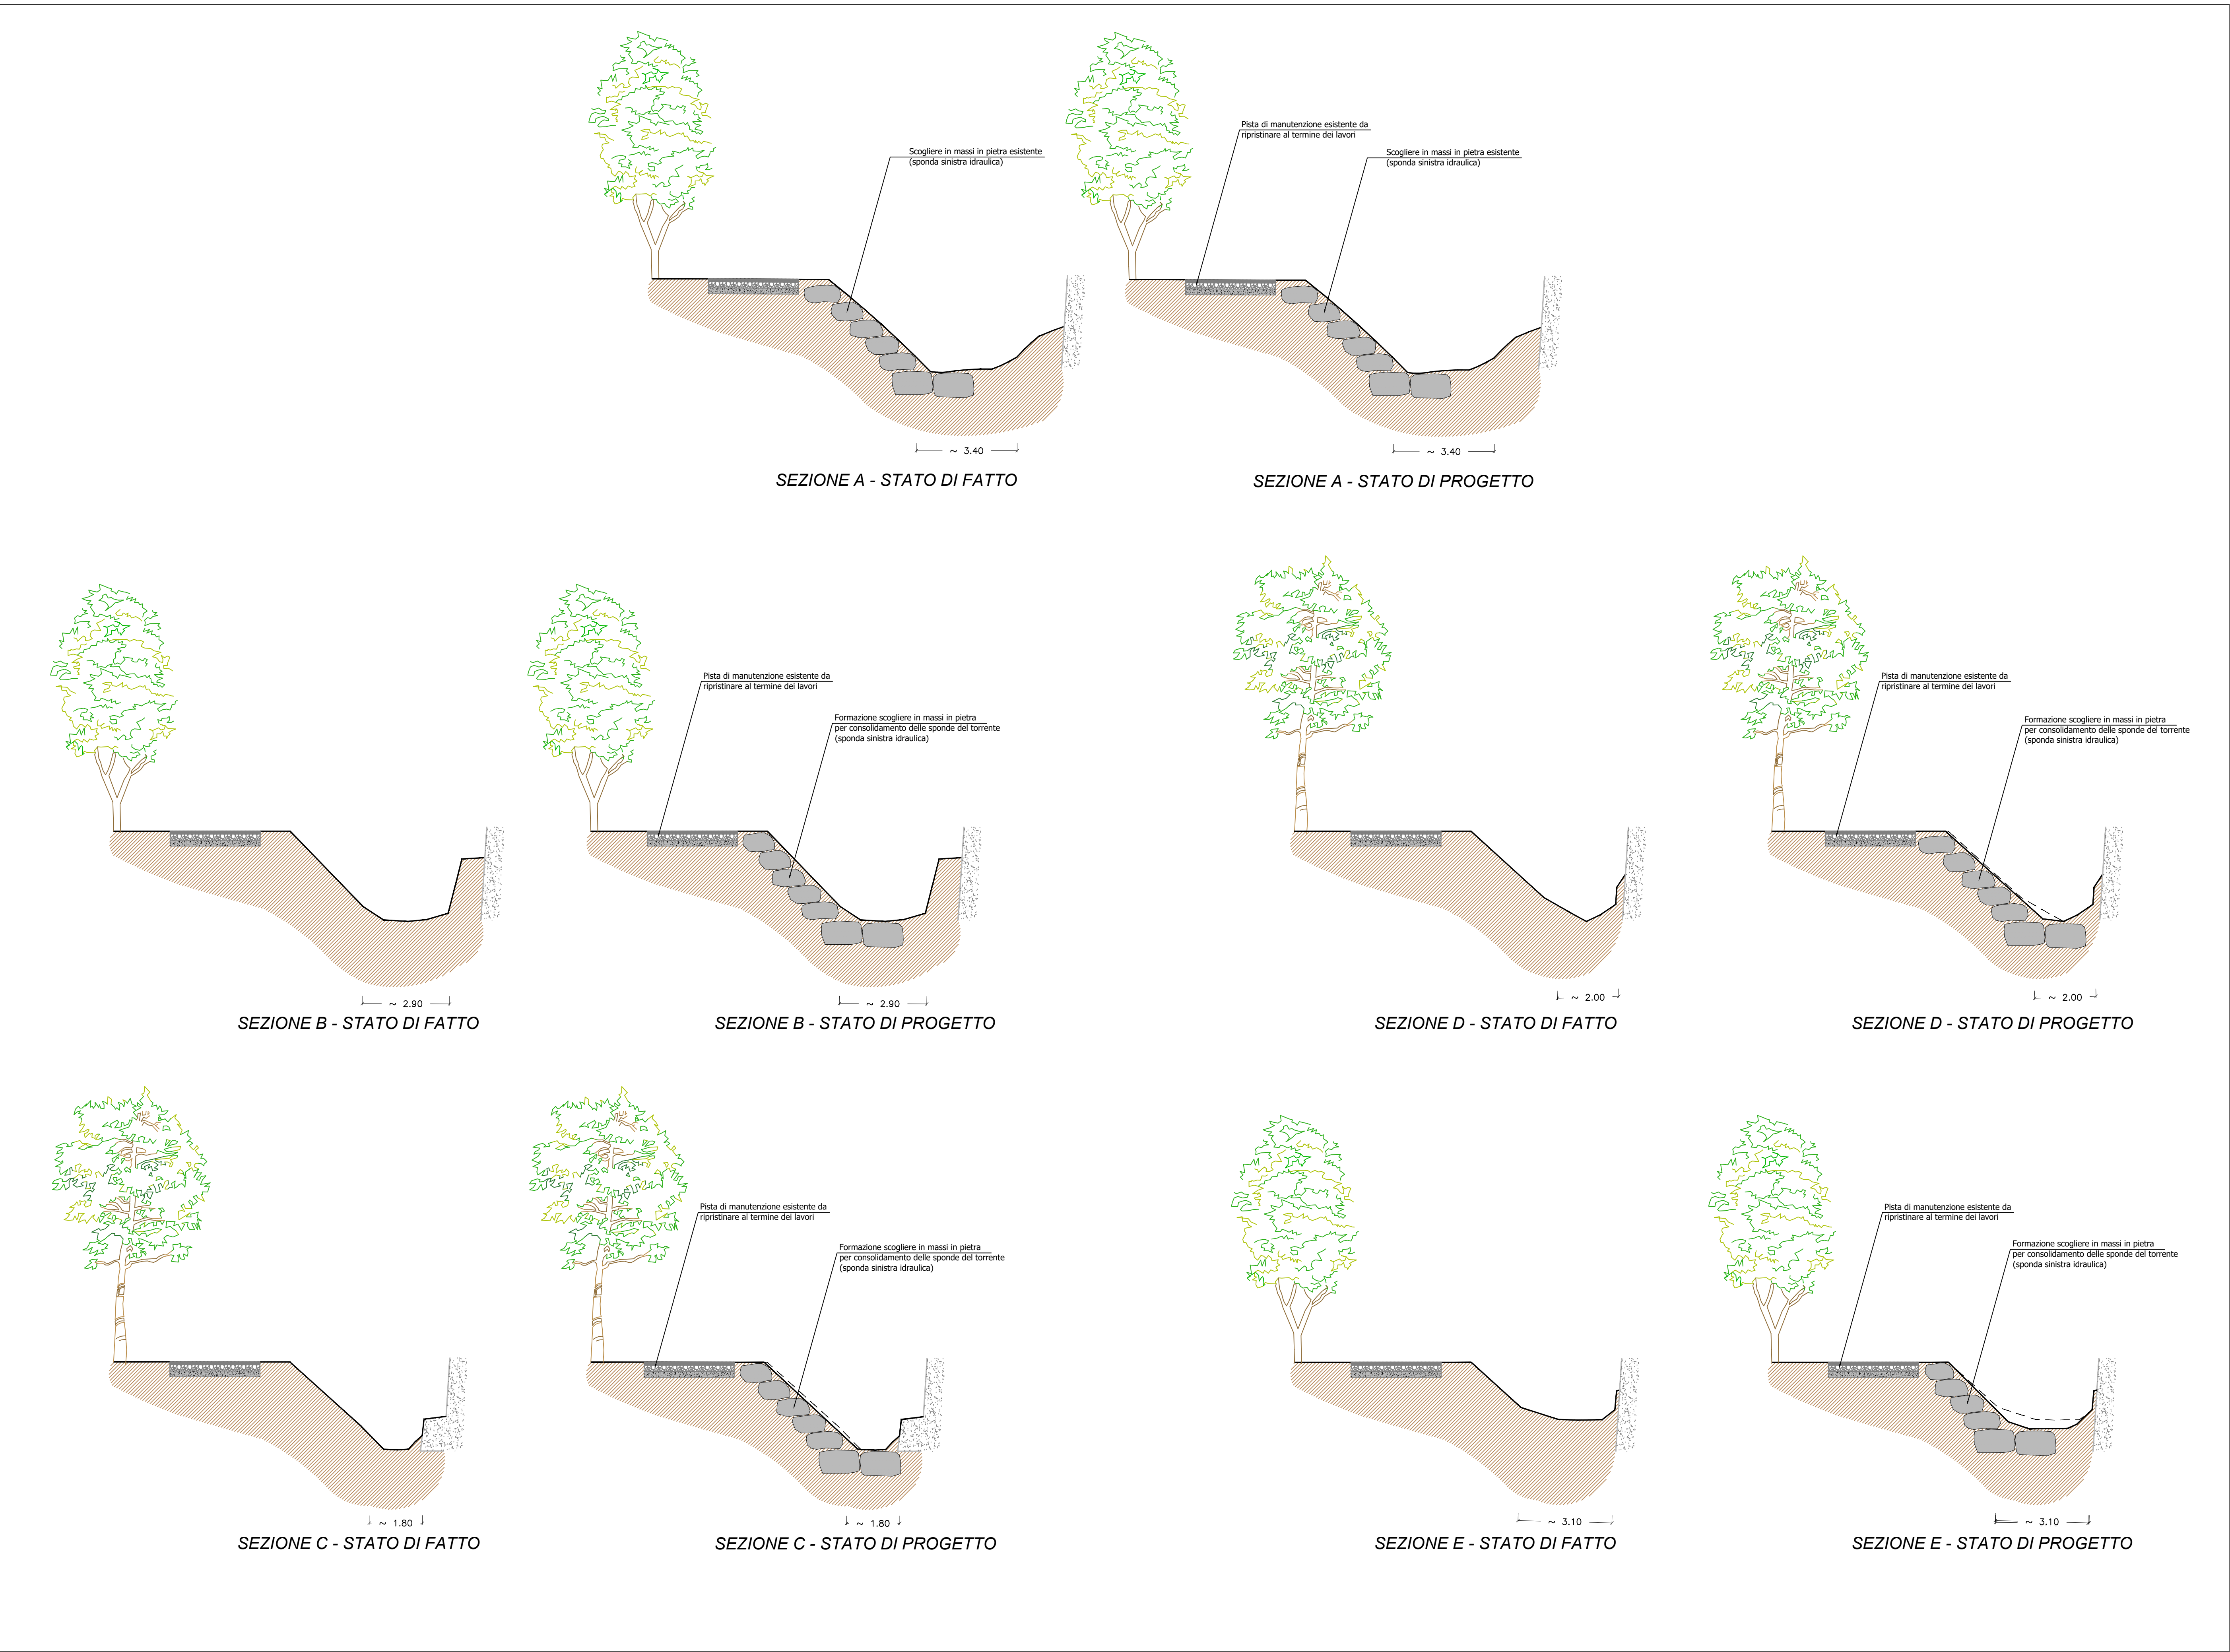 Scogliere in massi in pietra esistente
(sponda sinistra idraulica)
~ 3.40
SEZIONE A - STATO DI FATTO
Pista di manutenzione esistente da
ripristinare al termine dei lavori
Scogliere in massi in pietra esistente
(sponda sinistra idraulica)
~ 3.40
SEZIONE A - STATO DI PROGETTO
~ 2.90
SEZIONE B - STATO DI FATTO
Pista di manutenzione esistente da
ripristinare al termine dei lavori
Formazione scogliere in massi in pietra
per consolidamento delle sponde del torrente
(sponda sinistra idraulica)
~ 2.90
SEZIONE B - STATO DI PROGETTO
~ 2.00
SEZIONE D - STATO DI FATTO
Pista di manutenzione esistente da
ripristinare al termine dei lavori
Formazione scogliere in massi in pietra
per consolidamento delle sponde del torrente
(sponda sinistra idraulica)
~ 2.00
SEZIONE D - STATO DI PROGETTO
~ 1.80
SEZIONE C - STATO DI FATTO
Pista di manutenzione esistente da
ripristinare al termine dei lavori
Formazione scogliere in massi in pietra
per consolidamento delle sponde del torrente
(sponda sinistra idraulica)
~ 1.80
SEZIONE C - STATO DI PROGETTO
~ 3.10
SEZIONE E - STATO DI FATTO
Pista di manutenzione esistente da
ripristinare al termine dei lavori
Formazione scogliere in massi in pietra
per consolidamento delle sponde del torrente
(sponda sinistra idraulica)
~ 3.10
SEZIONE E - STATO DI PROGETTO